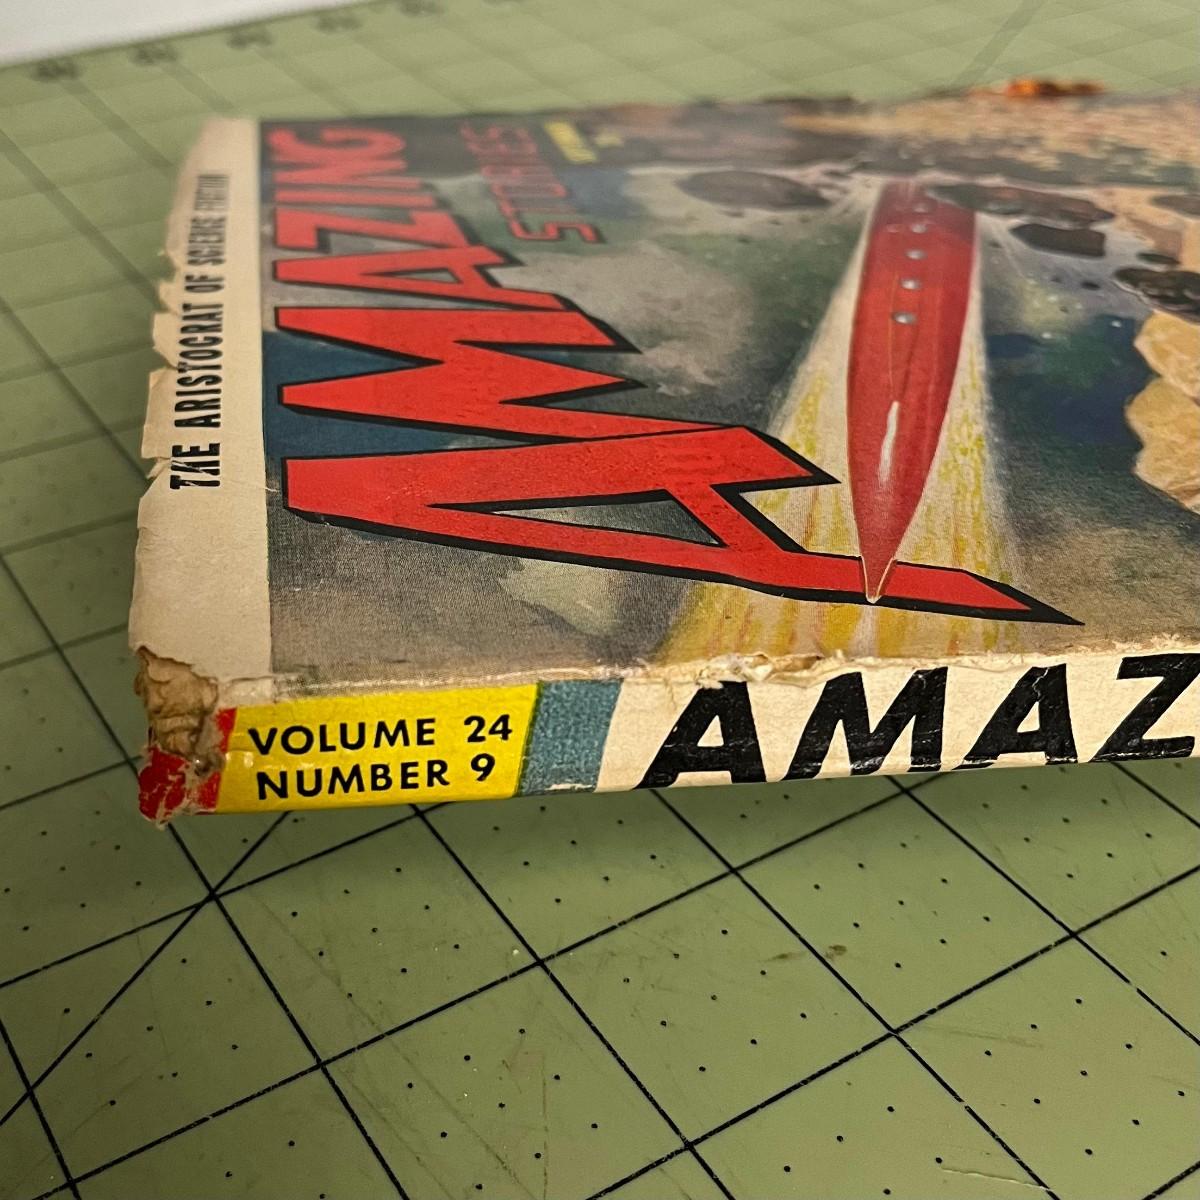 THE ARISTOCRAT OF SCIENCE FICTION
AMAZING
STORIES
VOLUME 24
NUMBER 9
AMAZ